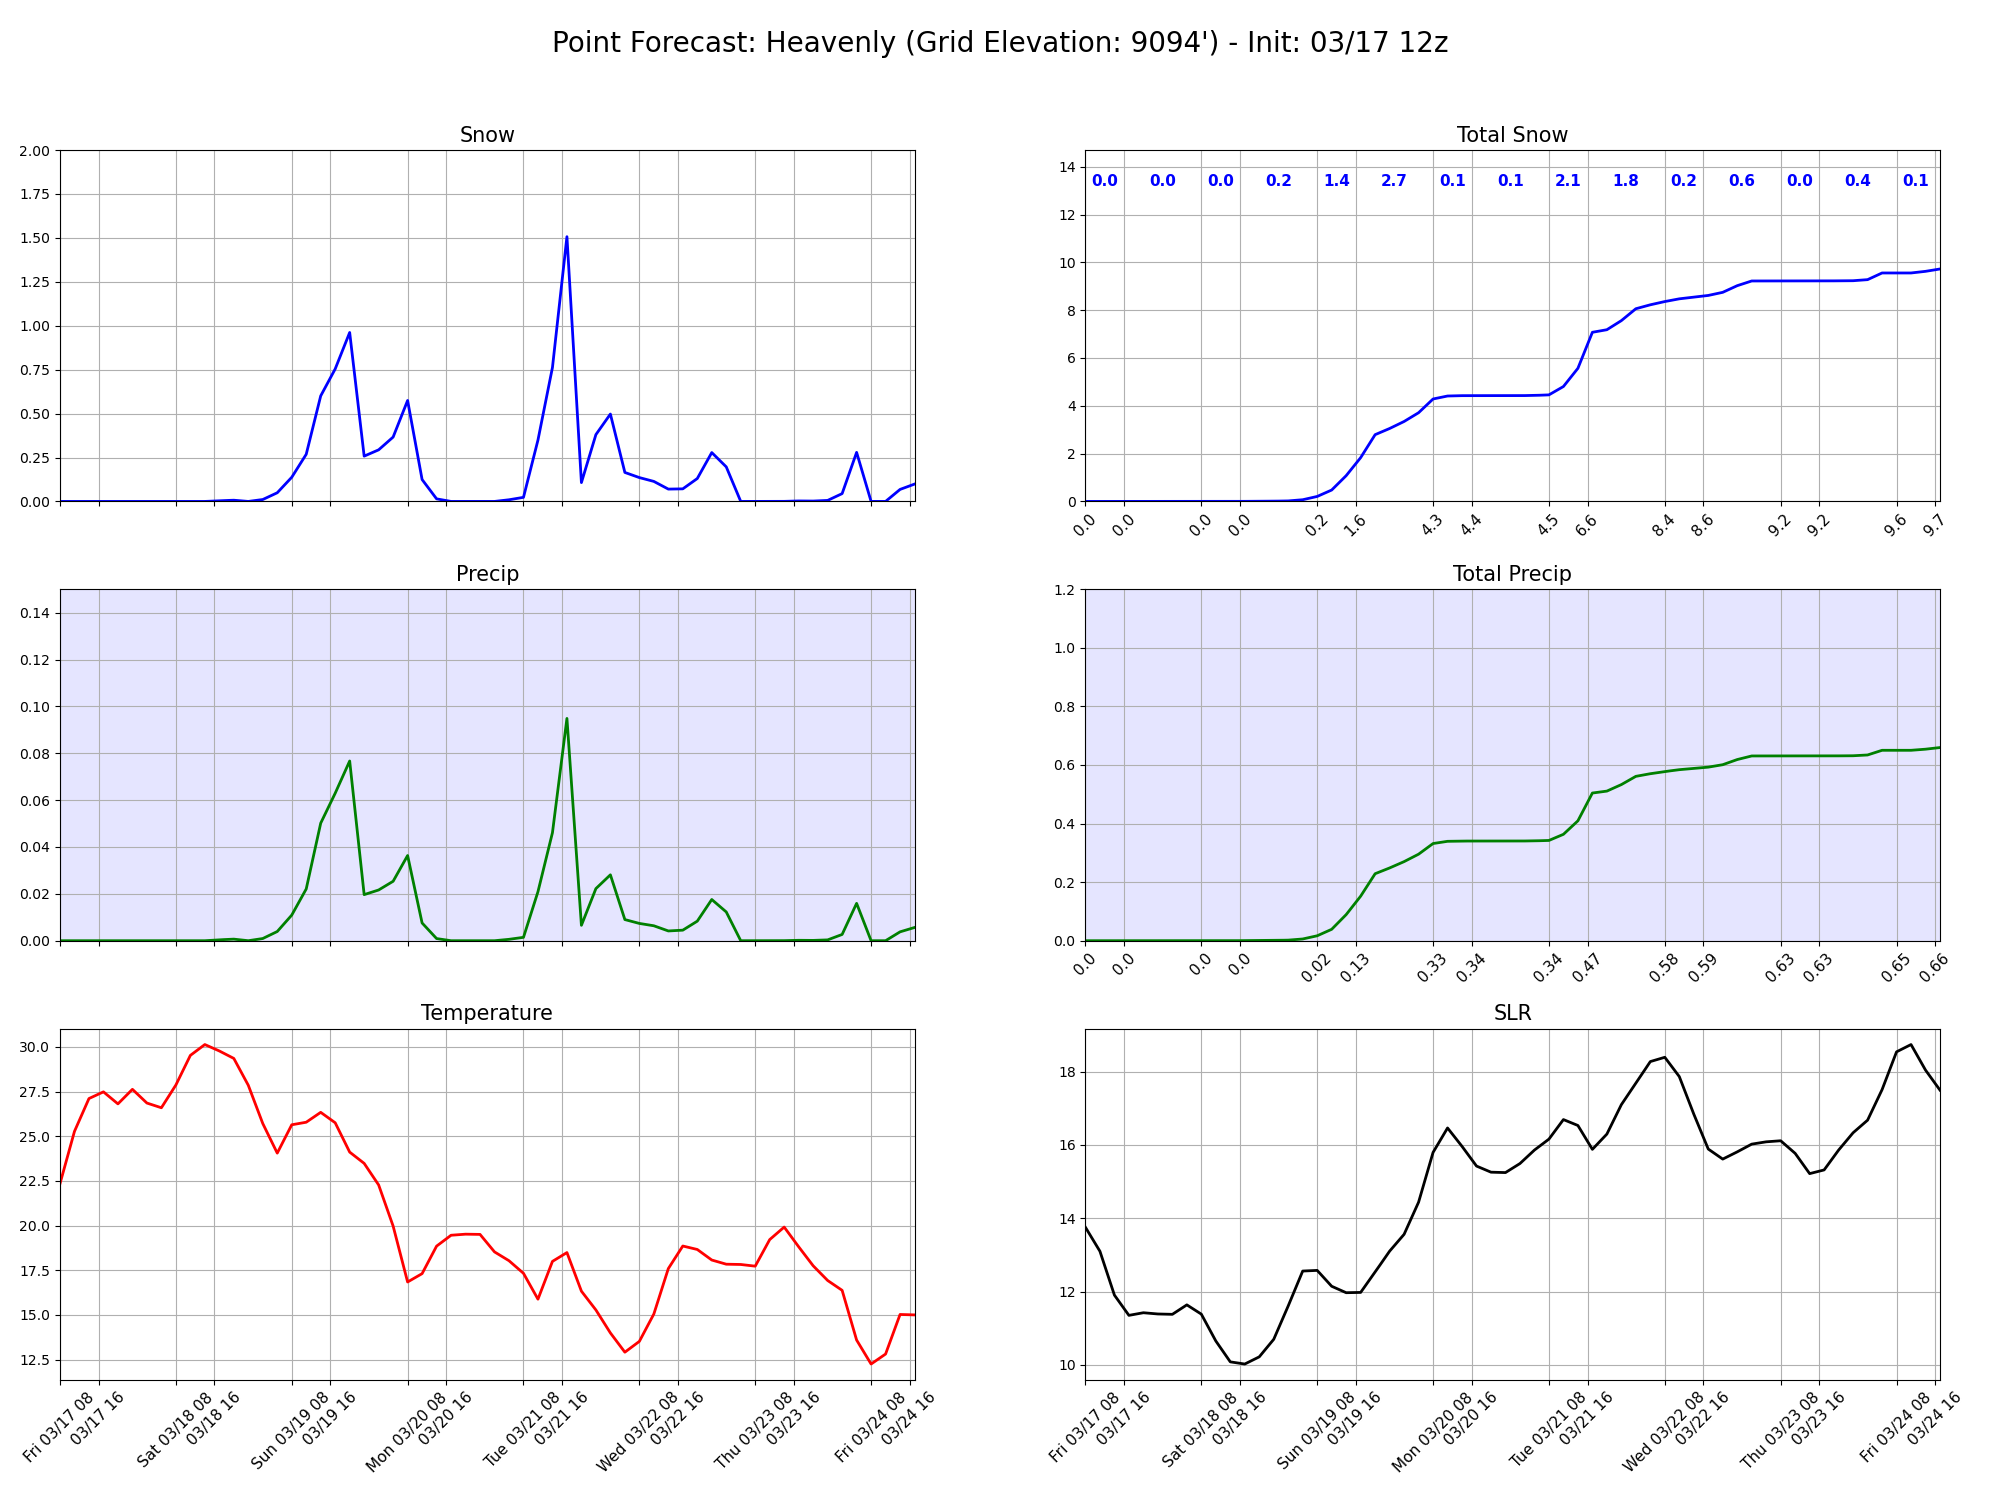 Point Forecast: Heavenly (Grid Elevation: 9094') - Init: 03/17 12z
Snow
2.00
1.75
1.50
1.25
1.00
0.75
0.50
0.25
0.00
Total Snow
14
12
10
8
6
4
2
0
0.0 0.0 0.0 0.2 1.4 2.7 0.1 0.1 2.1 1.8 0.2 0.6 0.0 0.4 0.1
0.0 0.0 0.0 0.0 0.2 1.6 4.3 4.4 4.5 6.6 8.4 8.6 9.2 9.2 9.6 9.7
Precip
0.14
0.12
0.10
0.08
0.06
0.04
0.02
0.00
Total Precip
1.2
1.0
0.8
0.6
0.4
0.2
0.0
0.0 0.0 0.0 0.0 0.02 0.13 0.33 0.34 0.34 0.47 0.58 0.59 0.63 0.63 0.65 0.66
Temperature
30.0
27.5
25.0
22.5
20.0
17.5
15.0
12.5
Fri 03/17 08
03/17 16
Sat 03/18 08
03/18 16
Sun 03/19 08
03/19 16
Mon 03/20 08
03/20 16
Tue 03/21 08
03/21 16
Wed 03/22 08
03/22 16
Thu 03/23 08
03/23 16
Fri 03/24 08
03/24 16
SLR
18
16
14
12
10
Fri 03/17 08
03/17 16
Sat 03/18 08
03/18 16
Sun 03/19 08
03/19 16
Mon 03/20 08
03/20 16
Tue 03/21 08
03/21 16
Wed 03/22 08
03/22 16
Thu 03/23 08
03/23 16
Fri 03/24 08
03/24 16